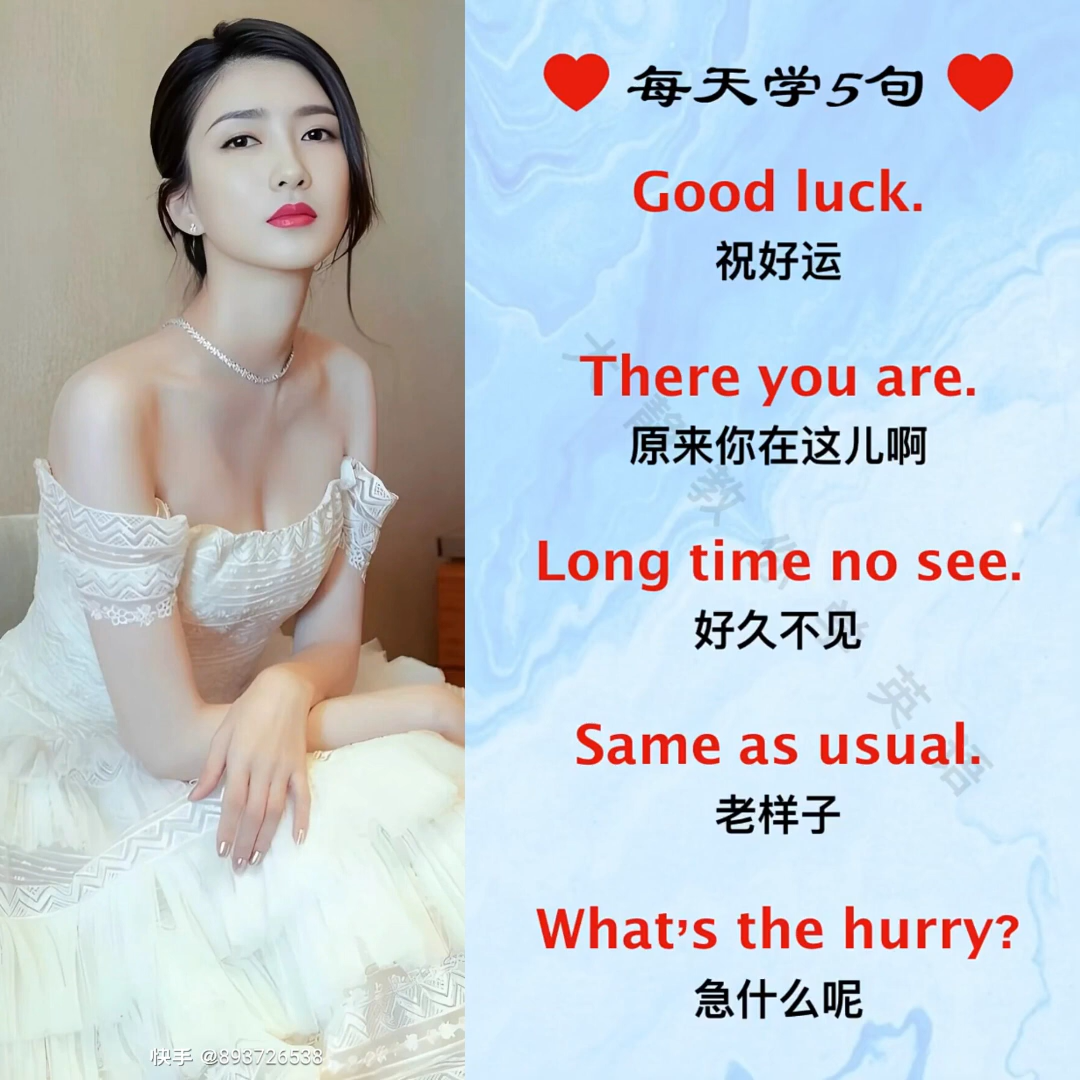 每天学5句
Good luck.
祝好运
There you are.
原来你在这儿啊
Long time no see.
好久不见
Same as usual.
老样子
What's the hurry?
急什么呢
快手 @893726538